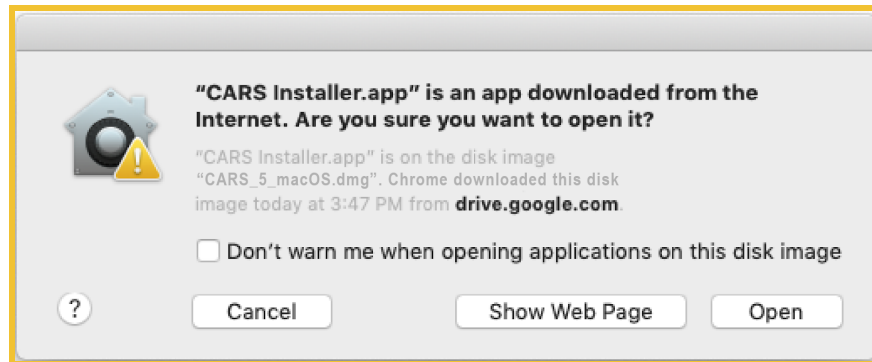 “CARS Installer.app” is an app downloaded from the
Internet. Are you sure you want to open it?
“CARS Installer.app” is on the disk image
“CARS_5_macOS.dmg”. Chrome downloaded this disk
image today at 3:47 PM from drive.google.com.
Don’t warn me when opening applications on this disk image
?
Cancel
Show Web Page
Open